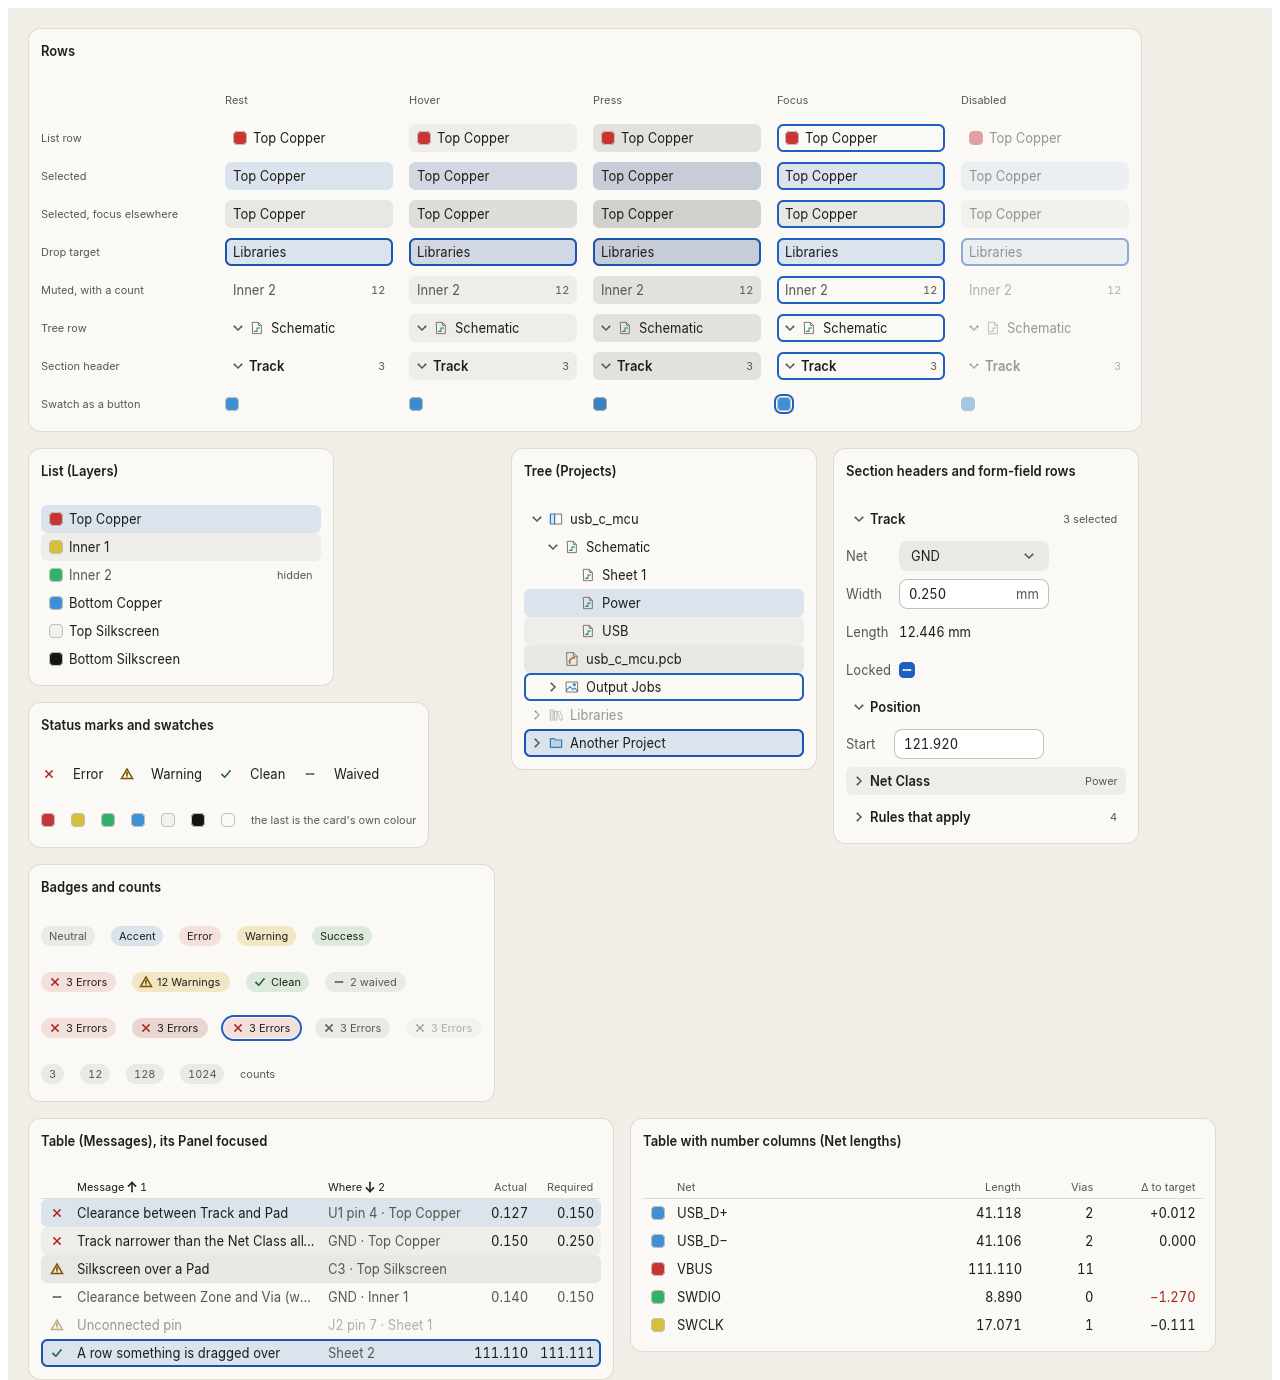 Rows
Rest Hover Press Focus Disabled
List row Top Copper Top Copper Top Copper Top Copper Top Copper
Selected Top Copper Top Copper Top Copper Top Copper Top Copper
Selected, focus elsewhere Top Copper Top Copper Top Copper Top Copper Top Copper
Drop target Libraries Libraries Libraries Libraries Libraries
Muted, with a count Inner 2 12 Inner 2 12 Inner 2 12 Inner 2 12 Inner 2 12
Tree row Schematic Schematic Schematic Schematic Schematic
Section header Track 3 Track 3 Track 3 Track 3 Track 3
Swatch as a button
List (Layers)
Top Copper
Inner 1
Inner 2 hidden
Bottom Copper
Top Silkscreen
Bottom Silkscreen
Tree (Projects)
usb_c_mcu
Schematic
Sheet 1
Power
USB
usb_c_mcu.pcb
Output Jobs
Libraries
Another Project
Section headers and form-field rows
Track 3 selected
Net GND
Width 0.250 mm
Length 12.446 mm
Locked
Position
Start 121.920
Net Class Power
Rules that apply 4
Status marks and swatches
Error Warning Clean Waived
the last is the card's own colour
Badges and counts
Neutral Accent Error Warning Success
3 Errors 12 Warnings Clean 2 waived
3 Errors 3 Errors 3 Errors 3 Errors 3 Errors
3 12 128 1024 counts
Table (Messages), its Panel focused
Message ↑ 1 Where ↓ 2 Actual Required
Clearance between Track and Pad U1 pin 4 · Top Copper 0.127 0.150
Track narrower than the Net Class all… GND · Top Copper 0.150 0.250
Silkscreen over a Pad C3 · Top Silkscreen
Clearance between Zone and Via (w… GND · Inner 1 0.140 0.150
Unconnected pin J2 pin 7 · Sheet 1
A row something is dragged over Sheet 2 111.110 111.111
Table with number columns (Net lengths)
Net Length Vias Δ to target
USB_D+ 41.118 2 +0.012
USB_D− 41.106 2 0.000
VBUS 111.110 11
SWDIO 8.890 0 −1.270
SWCLK 17.071 1 −0.111